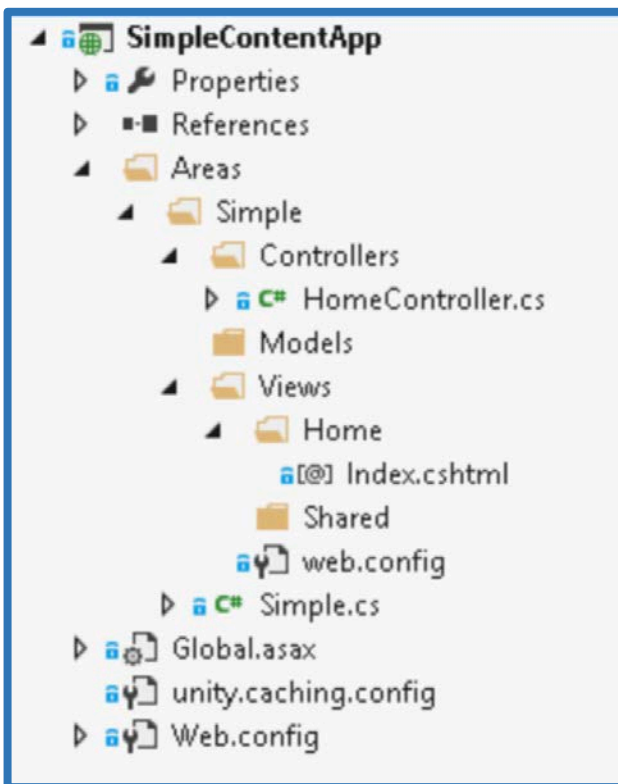 SimpleContentApp
Properties
References
Areas
Simple
Controllers
C# HomeController.cs
Models
Views
Home
[@] Index.cshtml
Shared
web.config
C# Simple.cs
Global.asax
unity.caching.config
Web.config